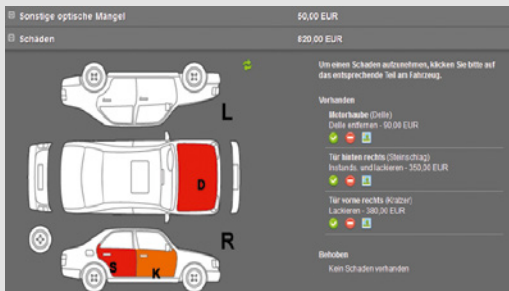 Sonstige optische Mängel 50,00 EUR
Schäden 820,00 EUR
Um einen Schaden aufzunehmen, klicken Sie bitte auf
das entsprechende Teil am Fahrzeug.
L
Vorhanden
Motorhaube (Delle)
Delle entfernen - 90,00 EUR
D
Tür hinten rechts (Steinschlag)
Instands. und lackieren - 350,00 EUR
Tür vorne rechts (Kratzer)
Lackieren - 380,00 EUR
R
S
K
Behoben
Kein Schaden vorhanden